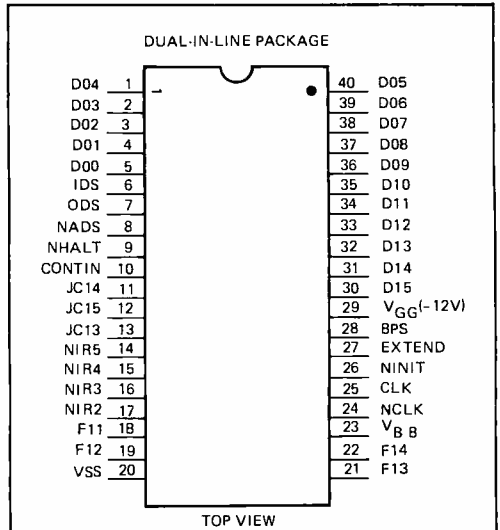 DUAL-IN-LINE PACKAGE
D04 1 40 D05
D03 2 39 D06
D02 3 38 D07
D01 4 37 D08
D00 5 36 D09
IDS 6 35 D10
ODS 7 34 D11
NADS 8 33 D12
NHALT 9 32 D13
CONTIN 10 31 D14
JC14 11 30 D15
JC15 12 29 VGG(-12V)
JC13 13 28 BPS
NIR5 14 27 EXTEND
NIR4 15 26 NINIT
NIR3 16 25 CLK
NIR2 17 24 NCLK
F11 18 23 VBB
F12 19 22 F14
VSS 20 21 F13
TOP VIEW